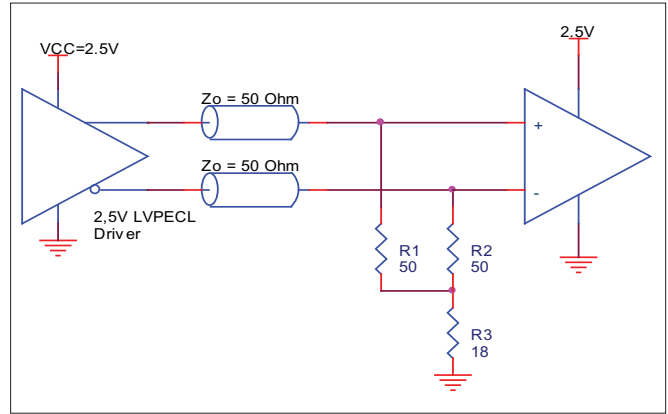 VCC=2.5V
2.5V
Zo = 50 Ohm
+
Zo = 50 Ohm
-
2,5V LVPECL
Driver
R1
50
R2
50
R3
18